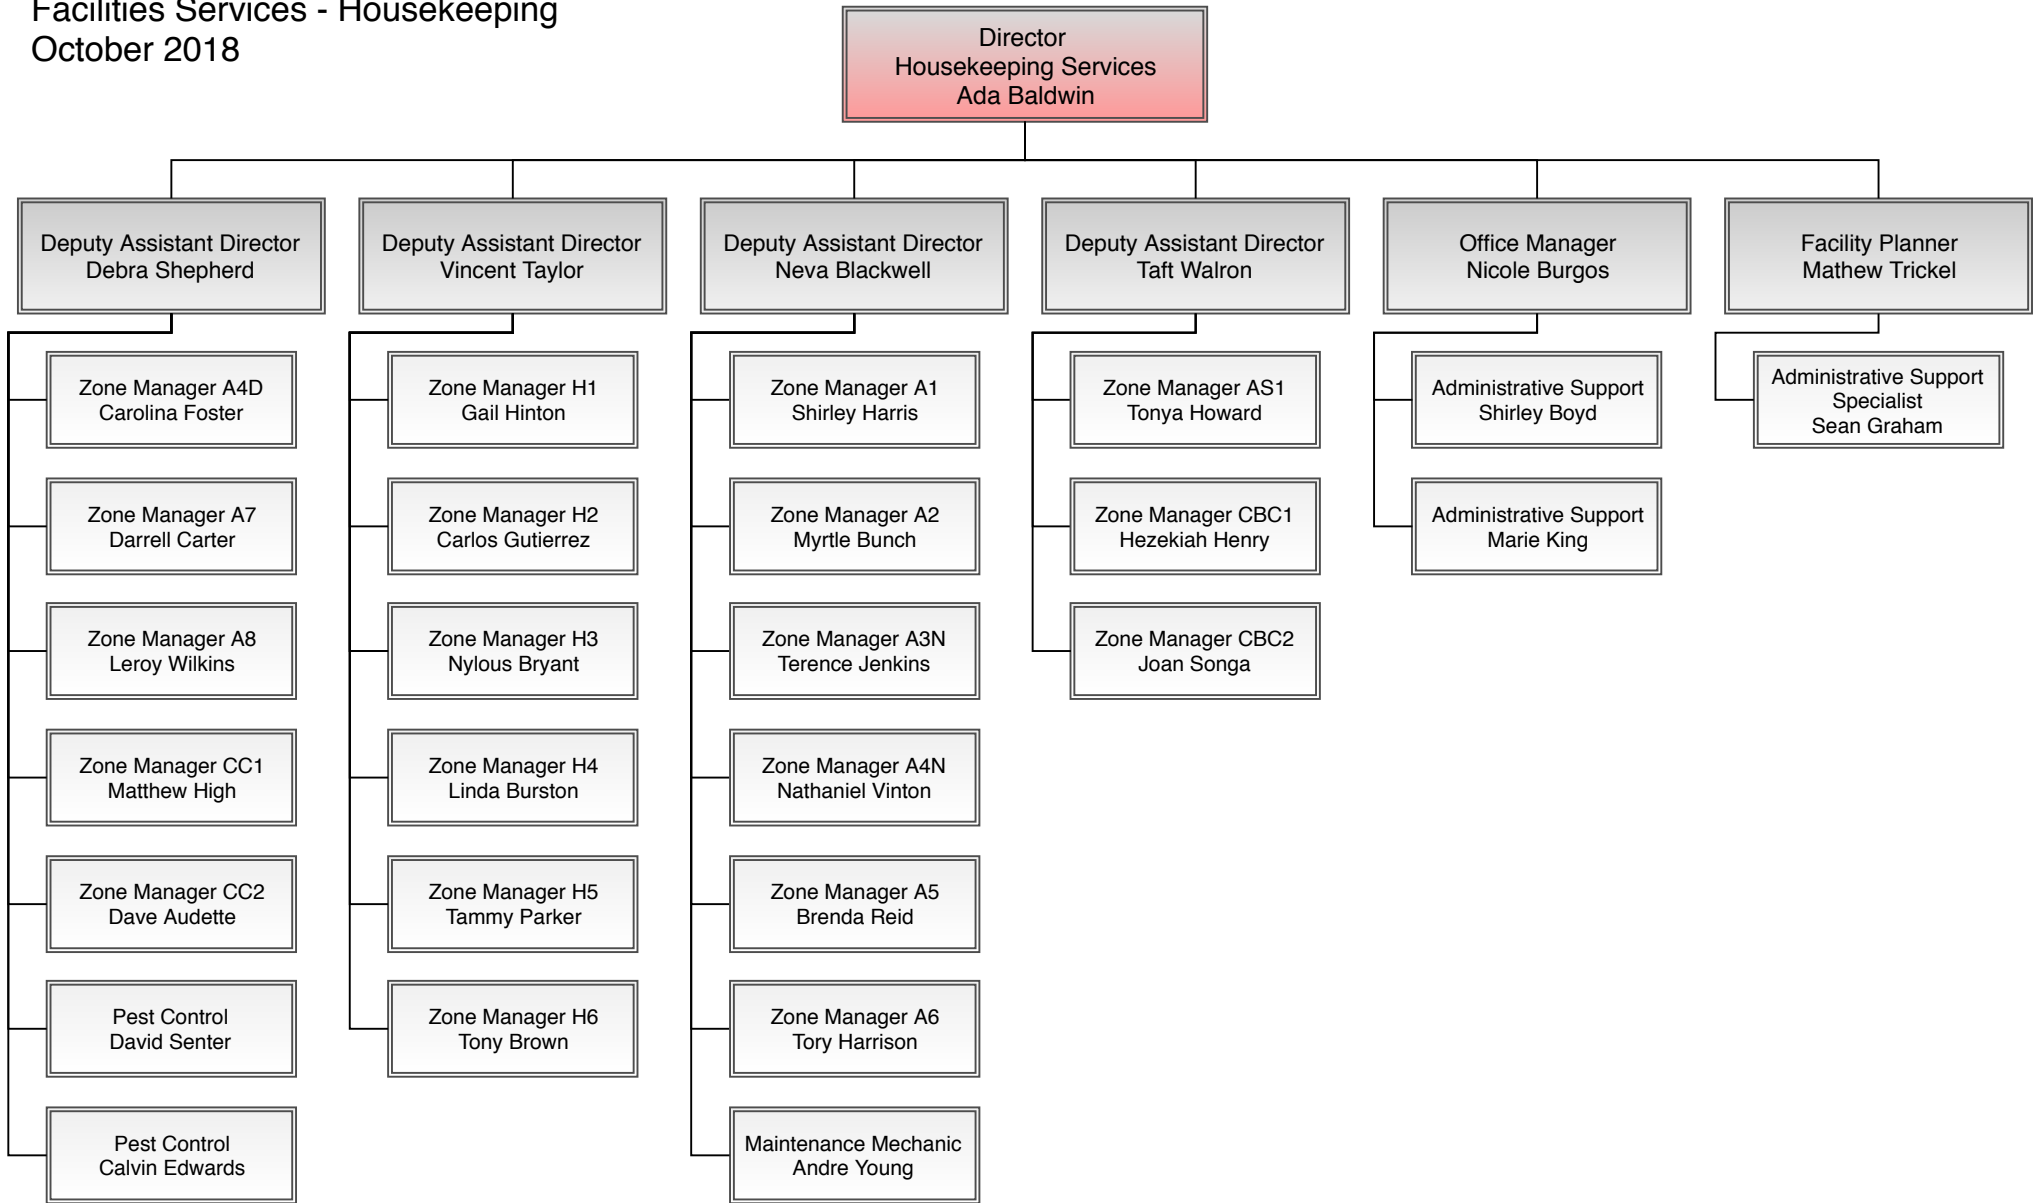 Facilities Services - Housekeeping
October 2018
Director
Housekeeping Services
Ada Baldwin
Deputy Assistant Director
Debra Shepherd
Deputy Assistant Director
Vincent Taylor
Deputy Assistant Director
Neva Blackwell
Deputy Assistant Director
Taft Walron
Office Manager
Nicole Burgos
Facility Planner
Mathew Trickel
Zone Manager A4D
Carolina Foster
Zone Manager A7
Darrell Carter
Zone Manager A8
Leroy Wilkins
Zone Manager CC1
Matthew High
Zone Manager CC2
Dave Audette
Pest Control
David Senter
Pest Control
Calvin Edwards
Zone Manager H1
Gail Hinton
Zone Manager H2
Carlos Gutierrez
Zone Manager H3
Nylous Bryant
Zone Manager H4
Linda Burston
Zone Manager H5
Tammy Parker
Zone Manager H6
Tony Brown
Zone Manager A1
Shirley Harris
Zone Manager A2
Myrtle Bunch
Zone Manager A3N
Terence Jenkins
Zone Manager A4N
Nathaniel Vinton
Zone Manager A5
Brenda Reid
Zone Manager A6
Tory Harrison
Maintenance Mechanic
Andre Young
Zone Manager AS1
Tonya Howard
Zone Manager CBC1
Hezekiah Henry
Zone Manager CBC2
Joan Songa
Administrative Support
Shirley Boyd
Administrative Support
Marie King
Administrative Support
Specialist
Sean Graham